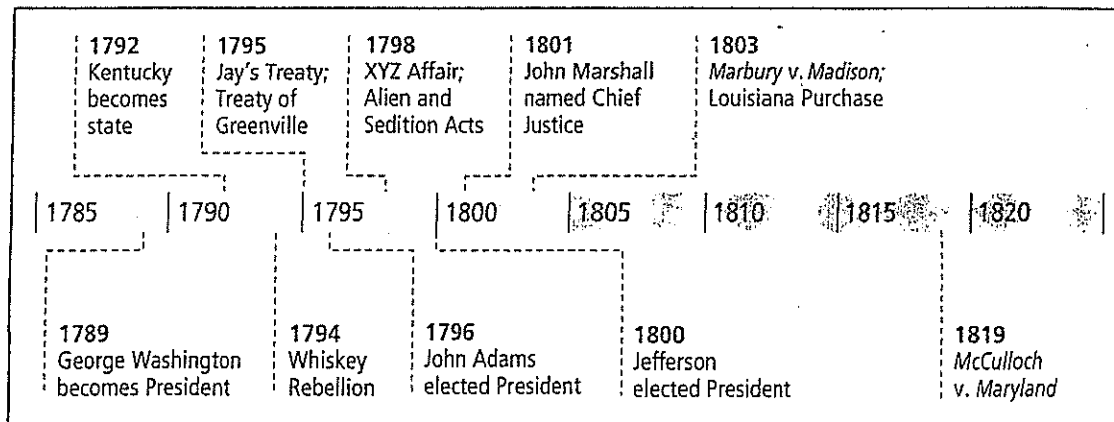 1792
Kentucky
becomes
state
1795
Jay's Treaty;
Treaty of
Greenville
1798
XYZ Affair;
Alien and
Sedition Acts
1801
John Marshall
named Chief
Justice
1803
Marbury v. Madison;
Louisiana Purchase
1785 1790 1795 1800 1805 1810 1815 1820
1789
George Washington
becomes President
1794
Whiskey
Rebellion
1796
John Adams
elected President
1800
Jefferson
elected President
1819
McCulloch
v. Maryland